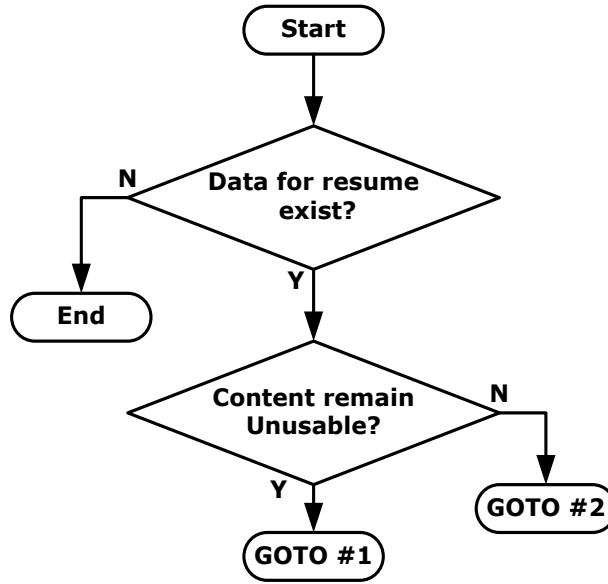 Start
N
Data for resume
exist?
Y
End
Content remain
Unusable?
N
Y
GOTO #2
GOTO #1